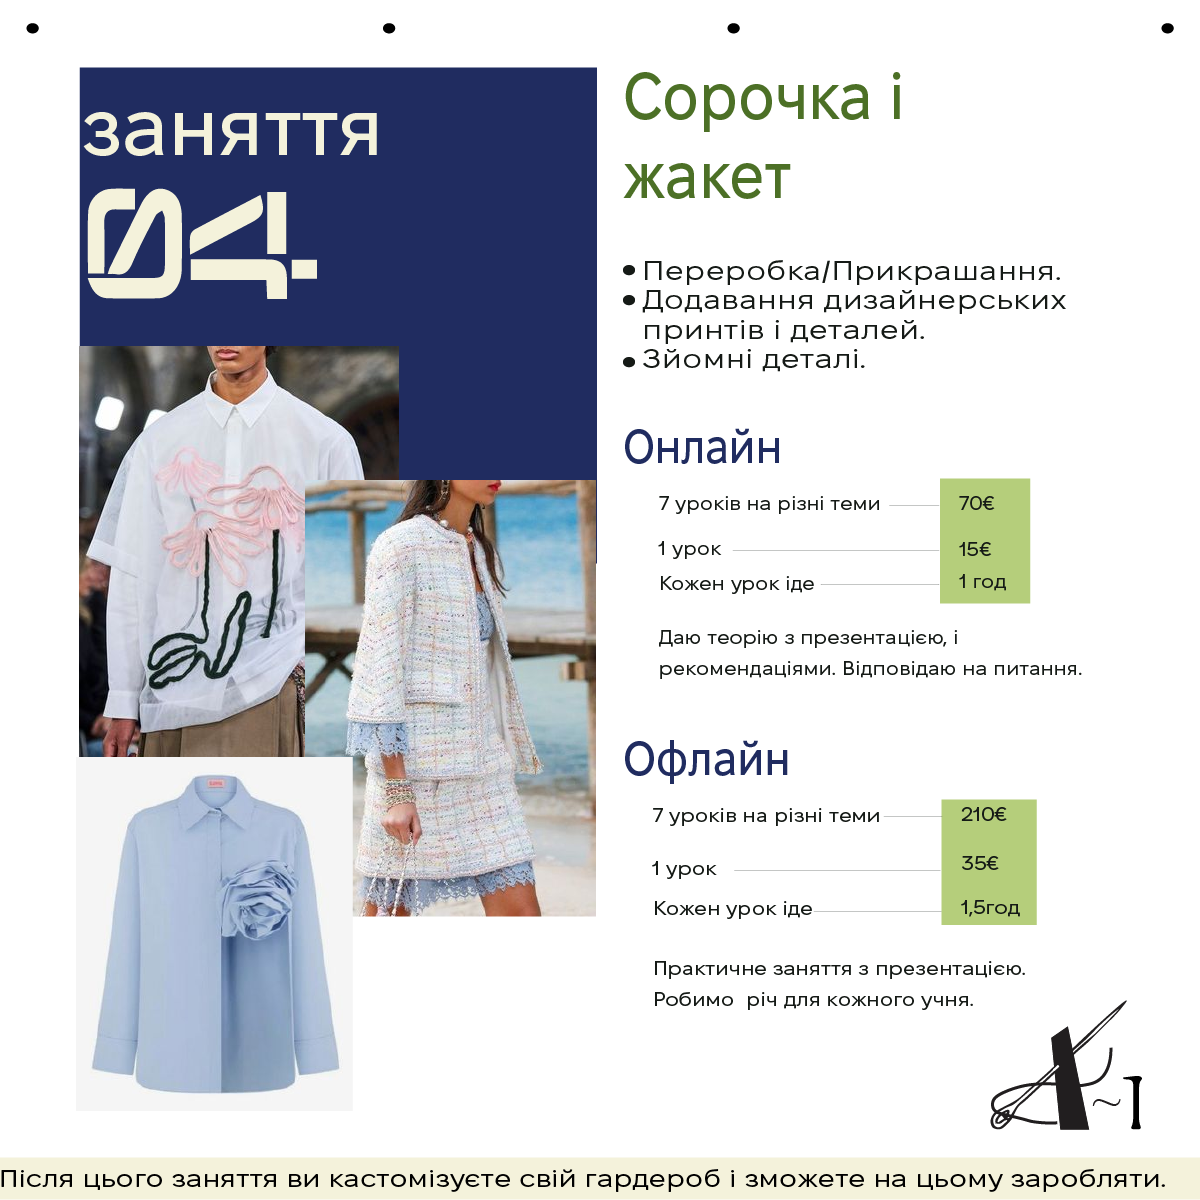 заняття
04
Сорочка і
жакет
Переробка/Прикрашання.
Додавання дизайнерських
принтів і деталей.
Зйомні деталі.
Онлайн
7 уроків на різні теми 70€
1 урок 15€
Кожен урок іде 1 год
Даю теорію з презентацією, і
рекомендаціями. Відповідаю на питання.
Офлайн
7 уроків на різні теми 210€
1 урок 35€
Кожен урок іде 1,5год
Практичне заняття з презентацією.
Робимо  річ для кожного учня.
Після цього заняття ви кастомізуєте свій гардероб і зможете на цьому заробляти.